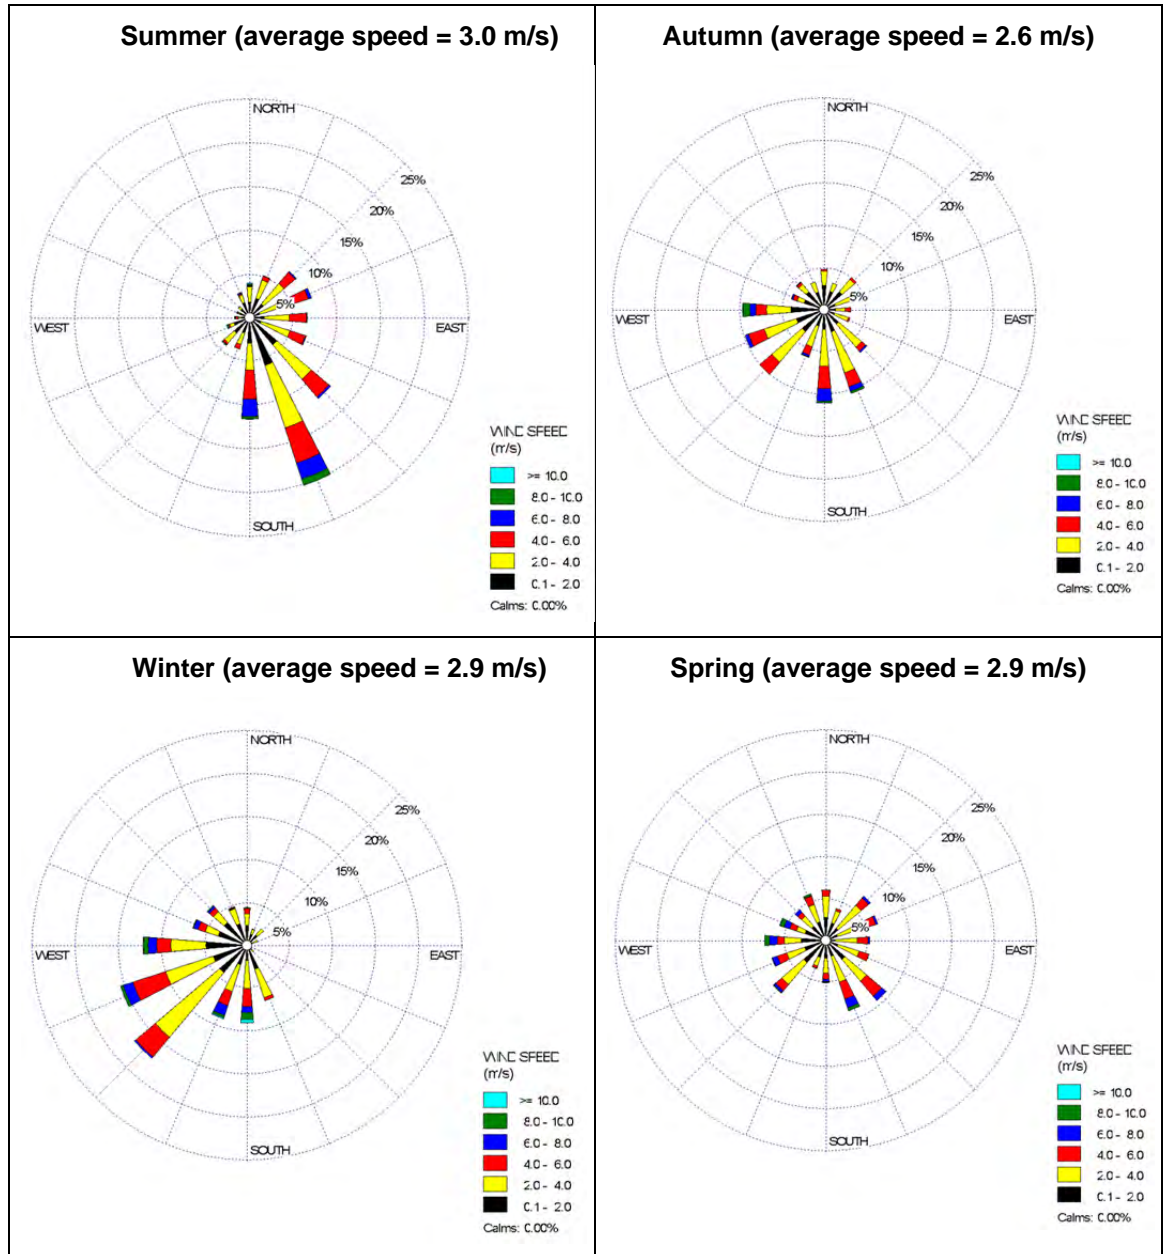 Summer (average speed = 3.0 m/s)
NORTH
25%
20%
15%
10%
5%
WEST
EAST
SOUTH
WIND SPEED
(m/s)
>= 10.0
8.0 - 10.0
6.0 - 8.0
4.0 - 6.0
2.0 - 4.0
0.1 - 2.0
Calms: 0.00%
Autumn (average speed = 2.6 m/s)
NORTH
25%
20%
15%
10%
5%
WEST
EAST
SOUTH
WIND SPEED
(m/s)
>= 10.0
8.0 - 10.0
6.0 - 8.0
4.0 - 6.0
2.0 - 4.0
0.1 - 2.0
Calms: 0.00%
Winter (average speed = 2.9 m/s)
NORTH
25%
20%
15%
10%
5%
WEST
EAST
SOUTH
WIND SPEED
(m/s)
>= 10.0
8.0 - 10.0
6.0 - 8.0
4.0 - 6.0
2.0 - 4.0
0.1 - 2.0
Calms: 0.00%
Spring (average speed = 2.9 m/s)
NORTH
25%
20%
15%
10%
5%
WEST
EAST
SOUTH
WIND SPEED
(m/s)
>= 10.0
8.0 - 10.0
6.0 - 8.0
4.0 - 6.0
2.0 - 4.0
0.1 - 2.0
Calms: 0.00%